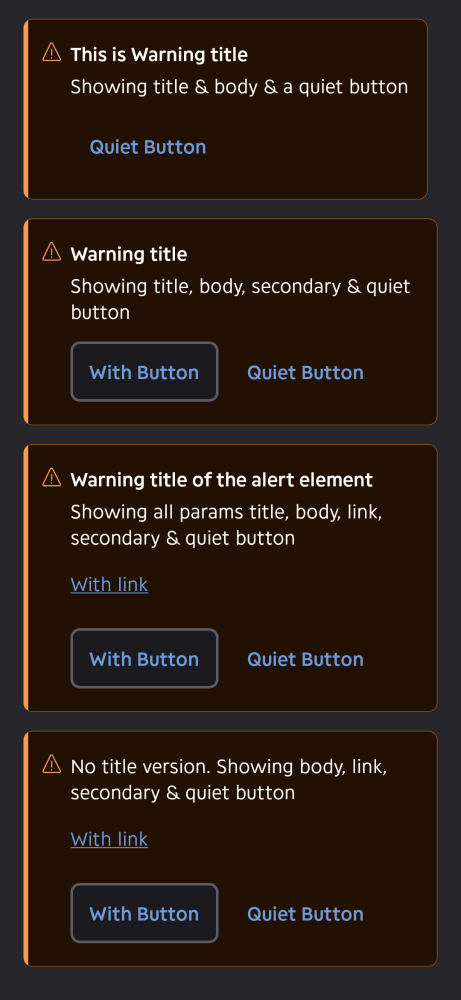 This is Warning title
Showing title & body & a quiet button
Quiet Button
Warning title
Showing title, body, secondary & quiet
button
With Button
Quiet Button
Warning title of the alert element
Showing all params title, body, link,
secondary & quiet button
With link
With Button
Quiet Button
No title version. Showing body, link,
secondary & quiet button
With link
With Button
Quiet Button